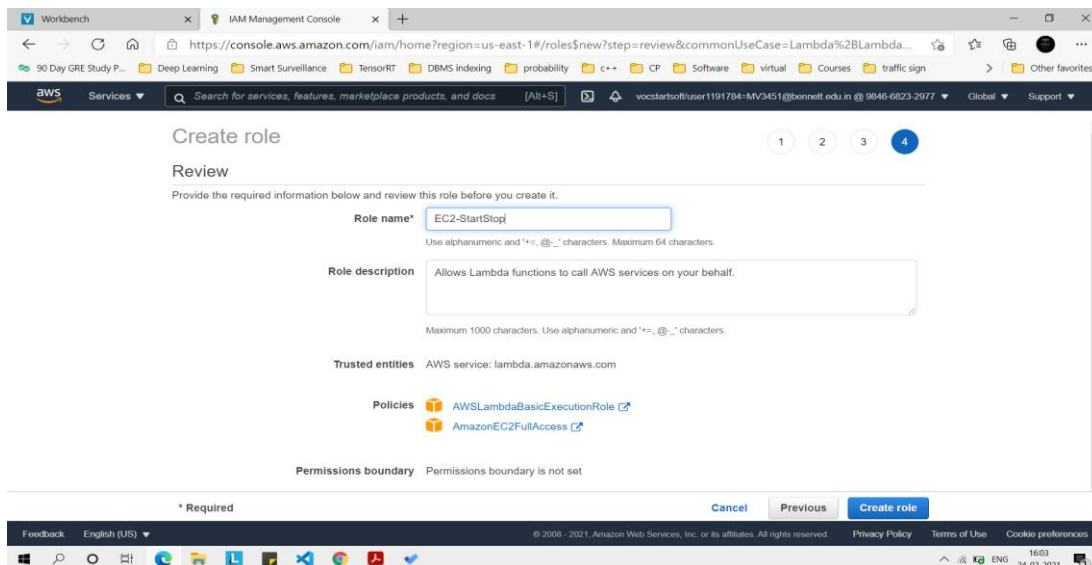 Workbench
IAM Management Console
https://console.aws.amazon.com/iam/home?region=us-east-1#/roles$new?step=review&commonUseCase=Lambda%2BLambda...
90 Day GRE Study P... Deep Learning Smart Surveillance TensorRT DBMS indexing probability c++ CP Software virtual Courses traffic sign Other favorites
aws Services Search for services, features, marketplace products, and docs [Alt+S] vocstartsoft/user1191784=MV3451@bennett.edu.in @ 9846-6823-2977 Global Support
Create role 1 2 3 4
Review
Provide the required information below and review this role before you create it.
Role name* EC2-StartStop
Use alphanumeric and '+=,.@-_' characters. Maximum 64 characters.
Role description Allows Lambda functions to call AWS services on your behalf.
Maximum 1000 characters. Use alphanumeric and '+=,.@-_' characters.
Trusted entities AWS service: lambda.amazonaws.com
Policies AWSLambdaBasicExecutionRole
AmazonEC2FullAccess
Permissions boundary Permissions boundary is not set
* Required Cancel Previous Create role
Feedback English (US) © 2008 - 2021, Amazon Web Services, Inc. or its affiliates. All rights reserved. Privacy Policy Terms of Use Cookie preferences
ENG 16:03
24-03-2021